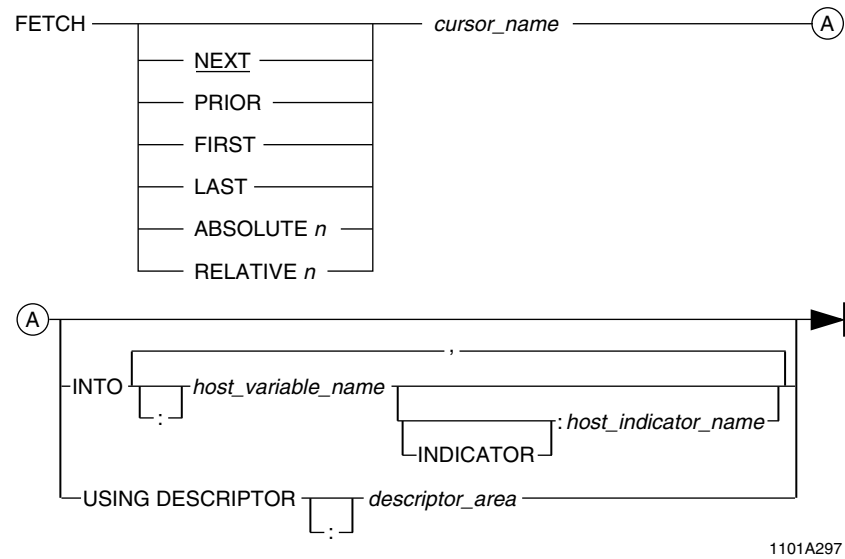 FETCH cursor_name A
NEXT
PRIOR
FIRST
LAST
ABSOLUTE n
RELATIVE n
A
,
INTO : host_variable_name
INDICATOR :host_indicator_name
USING DESCRIPTOR : descriptor_area
1101A297